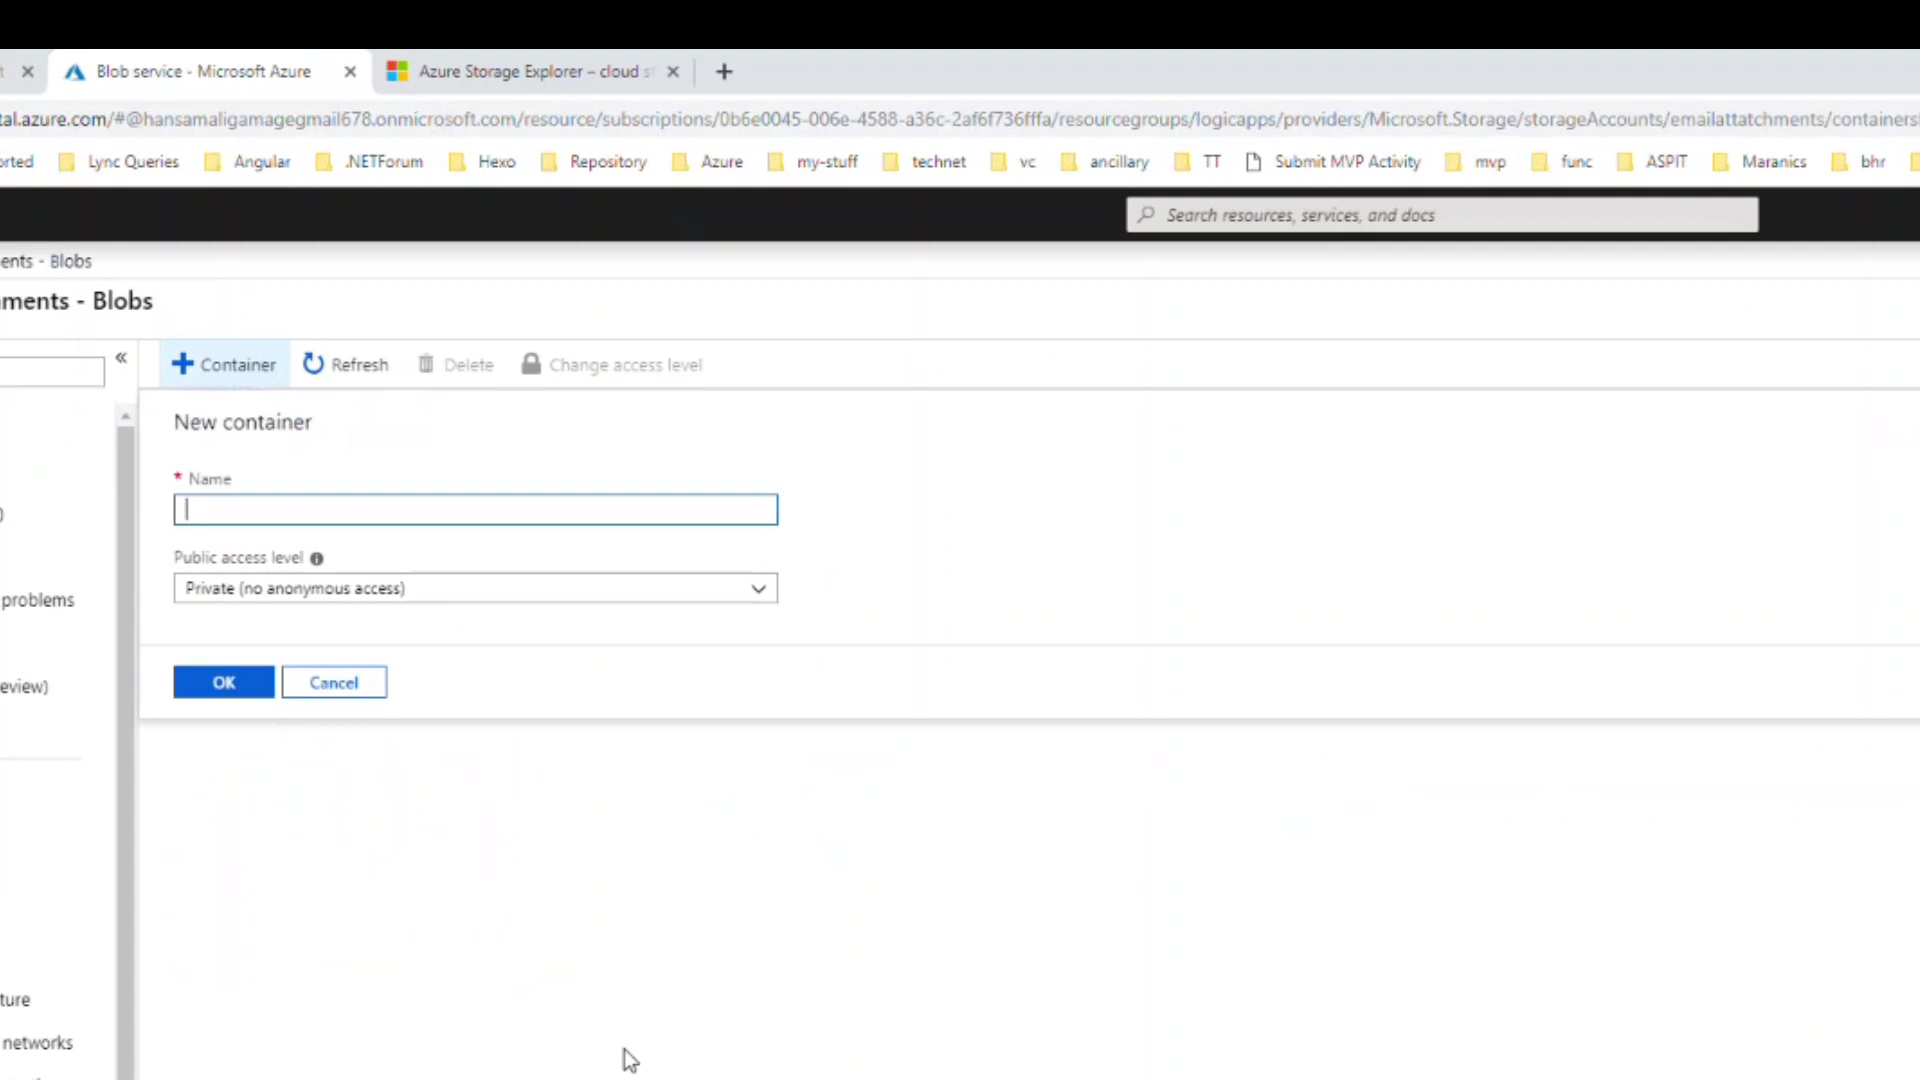 t
Blob service - Microsoft Azure
Azure Storage Explorer – cloud s
tal.azure.com/#@hansamaligamagegmail678.onmicrosoft.com/resource/subscriptions/0b6e0045-006e-4588-a36c-2af6f736fffa/resourcegroups/logicapps/providers/Microsoft.Storage/storageAccounts/emailattatchments/containers
orted Lync Queries Angular .NETForum Hexo Repository Azure my-stuff technet vc ancillary TT Submit MVP Activity mvp func ASPIT Maranics bhr
Search resources, services, and docs
ents - Blobs
ments - Blobs
Container Refresh Delete Change access level
New container
* Name
)
Public access level
Private (no anonymous access)
problems
OK Cancel
eview)
ture
networks